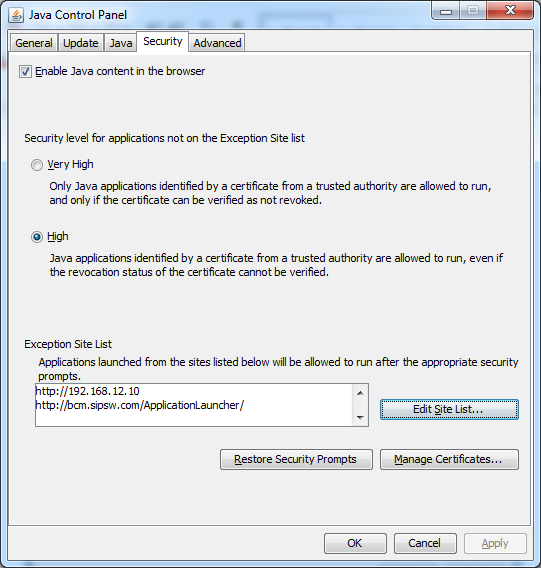 Java Control Panel
General Update Java Security Advanced
Enable Java content in the browser
Security level for applications not on the Exception Site list
Very High
Only Java applications identified by a certificate from a trusted authority are allowed to run,
and only if the certificate can be verified as not revoked.
High
Java applications identified by a certificate from a trusted authority are allowed to run, even if
the revocation status of the certificate cannot be verified.
Exception Site List
Applications launched from the sites listed below will be allowed to run after the appropriate security
prompts.
http://192.168.12.10
http://bcm.sipsw.com/ApplicationLauncher/
Edit Site List...
Restore Security Prompts Manage Certificates...
OK Cancel Apply